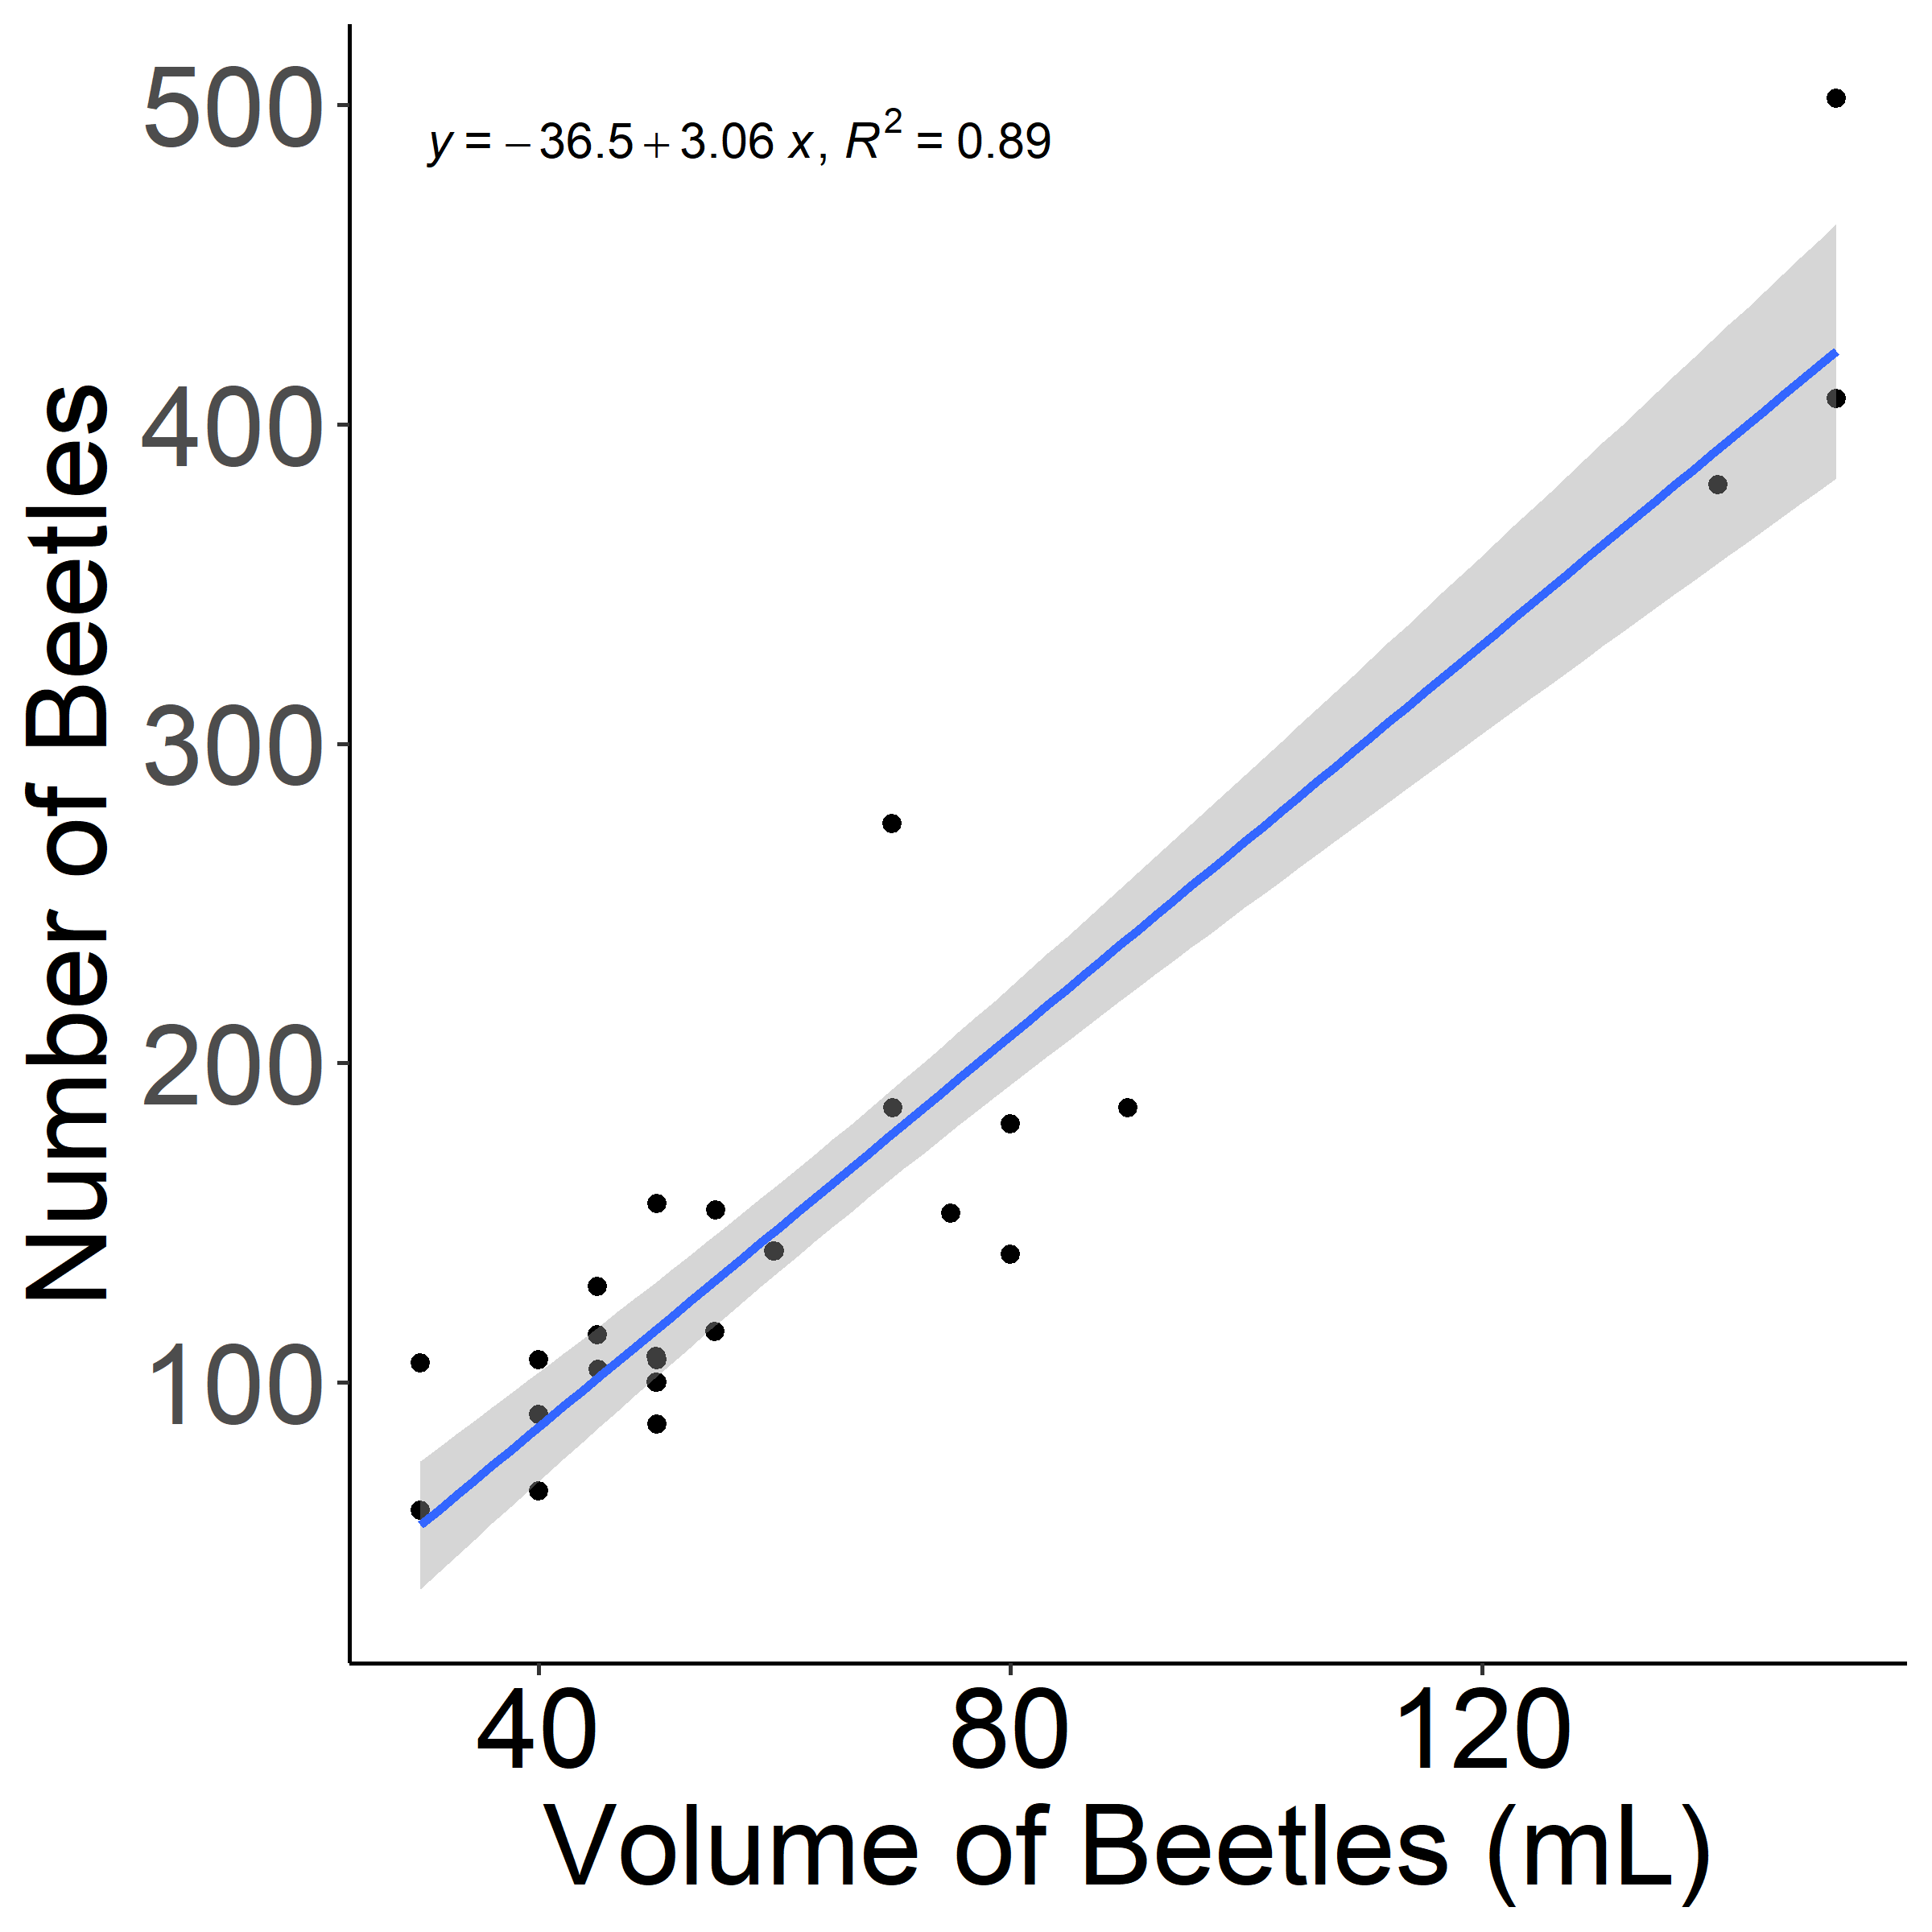 500
y = −36.5 + 3.06 x, R² = 0.89
400
300
200
100
Number of Beetles
40 80 120
Volume of Beetles (mL)